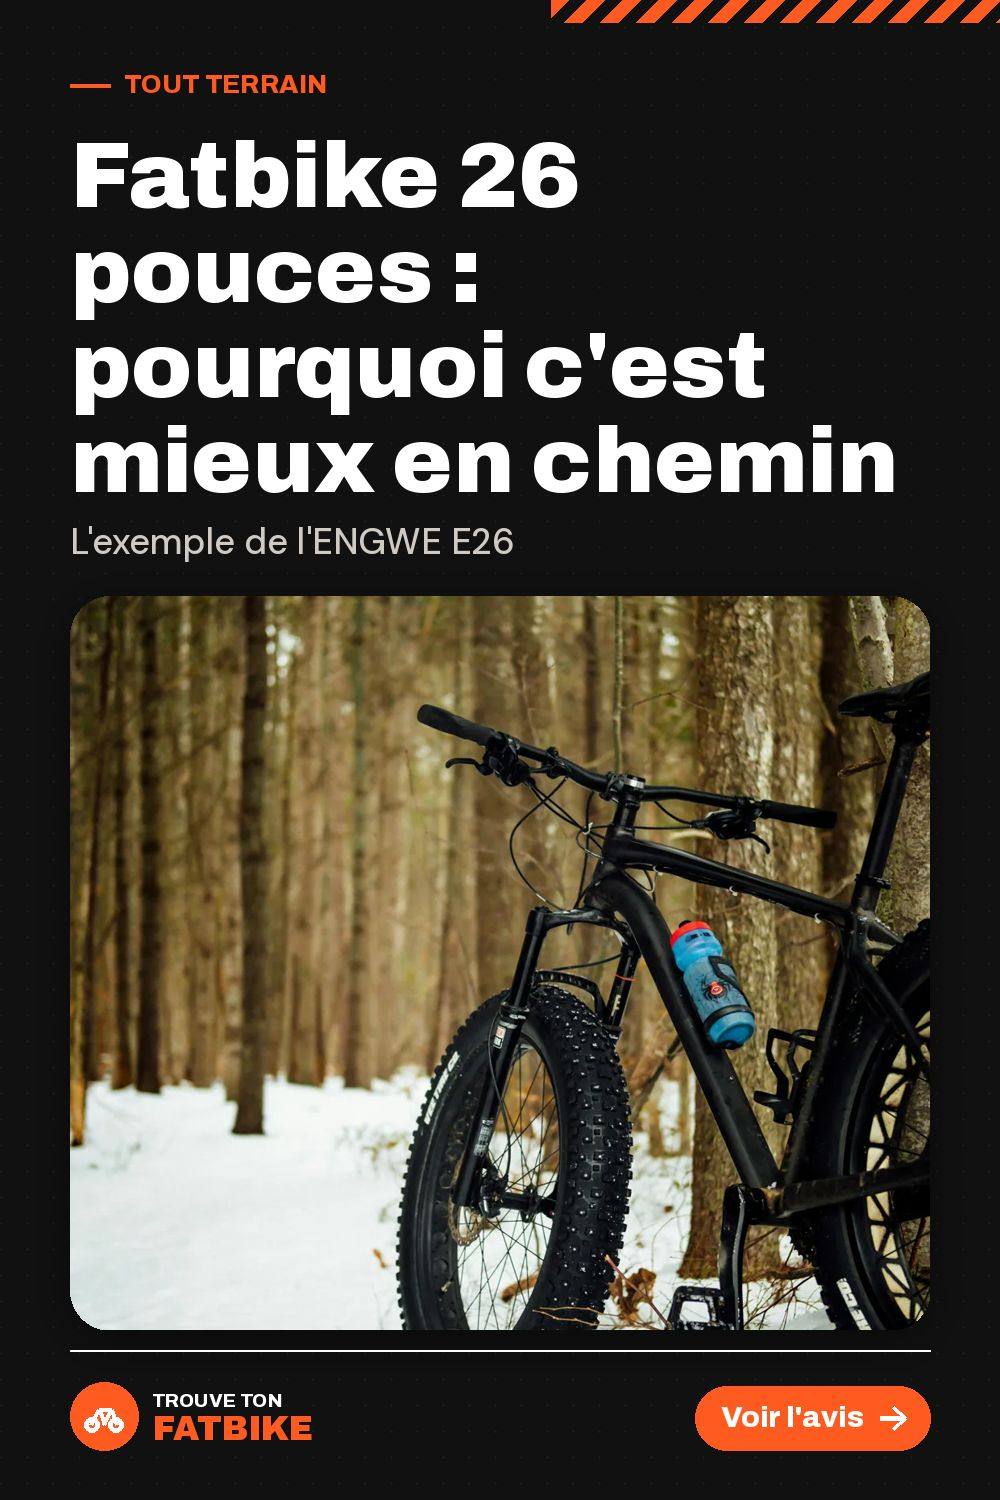 TOUT TERRAIN
Fatbike 26
pouces :
pourquoi c'est
mieux en chemin
L'exemple de l'ENGWE E26
TROUVE TON
FATBIKE
Voir l'avis